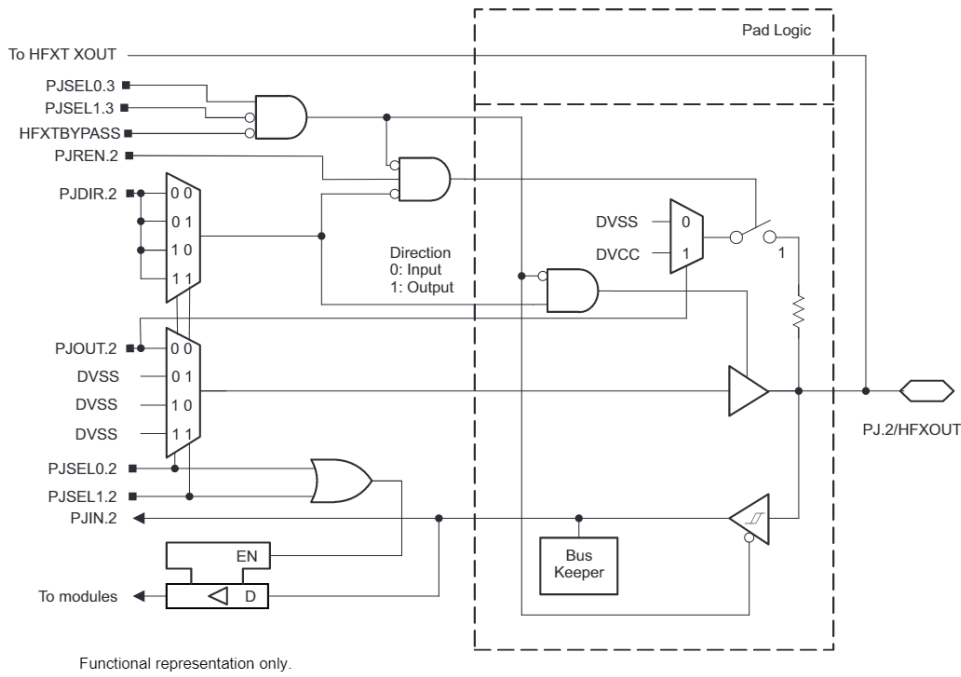 Pad Logic
To HFXT XOUT
PJSEL0.3
PJSEL1.3
HFXTBYPASS
PJREN.2
PJDIR.2
0 0
0 1
1 0
1 1
Direction
0: Input
1: Output
DVSS
0
DVCC
1
1
PJOUT.2
0 0
DVSS
0 1
DVSS
1 0
DVSS
1 1
PJ.2/HFXOUT
PJSEL0.2
PJSEL1.2
PJIN.2
EN
D
To modules
Bus
Keeper
Functional representation only.